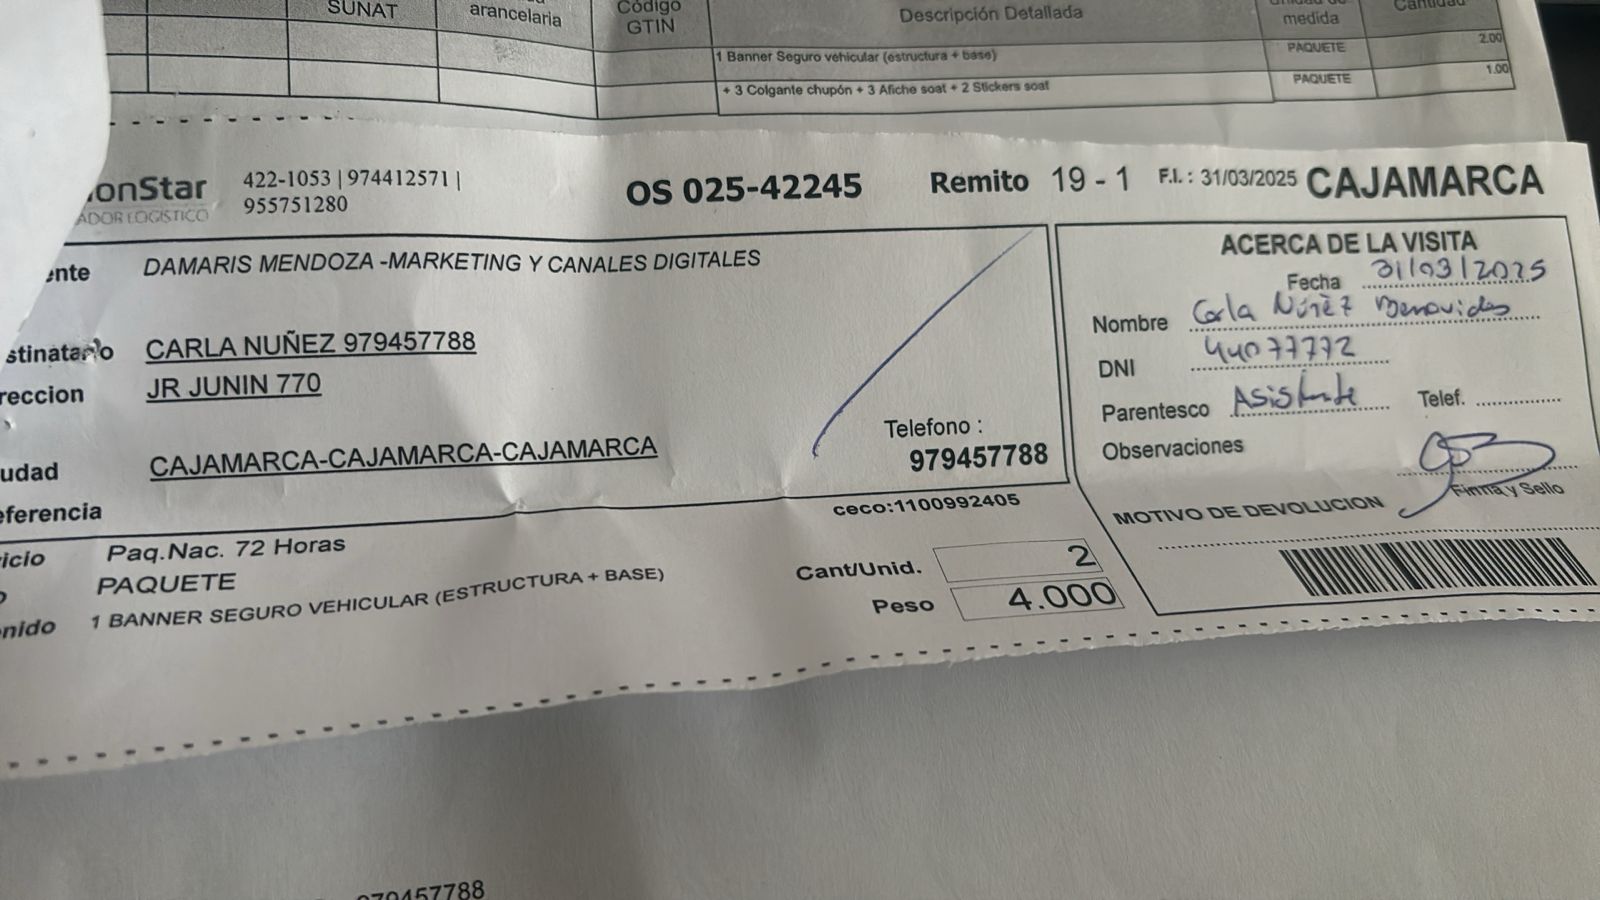 SUNAT
arancelaria
Código
GTIN
Descripción Detallada
medida
Cantidad
1 Banner Seguro vehicular (estructura + base)
PAQUETE
2.00
+ 3 Colgante chupón + 3 Afiche soat + 2 Stickers soat
PAQUETE
1.00
onStar
ADOR LOGISTICO
422-1053 | 974412571 |
955751280
OS 025-42245
Remito 19 - 1
F.I. : 31/03/2025
CAJAMARCA
ente
DAMARIS MENDOZA -MARKETING Y CANALES DIGITALES
stinatario
CARLA NUÑEZ 979457788
reccion
JR JUNIN 770
udad
CAJAMARCA-CAJAMARCA-CAJAMARCA
eferencia
Telefono :
979457788
ceco:1100992405
icio
Paq.Nac. 72 Horas
o
PAQUETE
nido
1 BANNER SEGURO VEHICULAR (ESTRUCTURA + BASE)
Cant/Unid.
2
Peso
4.000
ACERCA DE LA VISITA
Fecha 31/03/2025
Nombre Carla Núñez Benavides
DNI 44077772
Parentesco Asistente
Telef.
Observaciones
Firma y Sello
MOTIVO DE DEVOLUCION
979457788